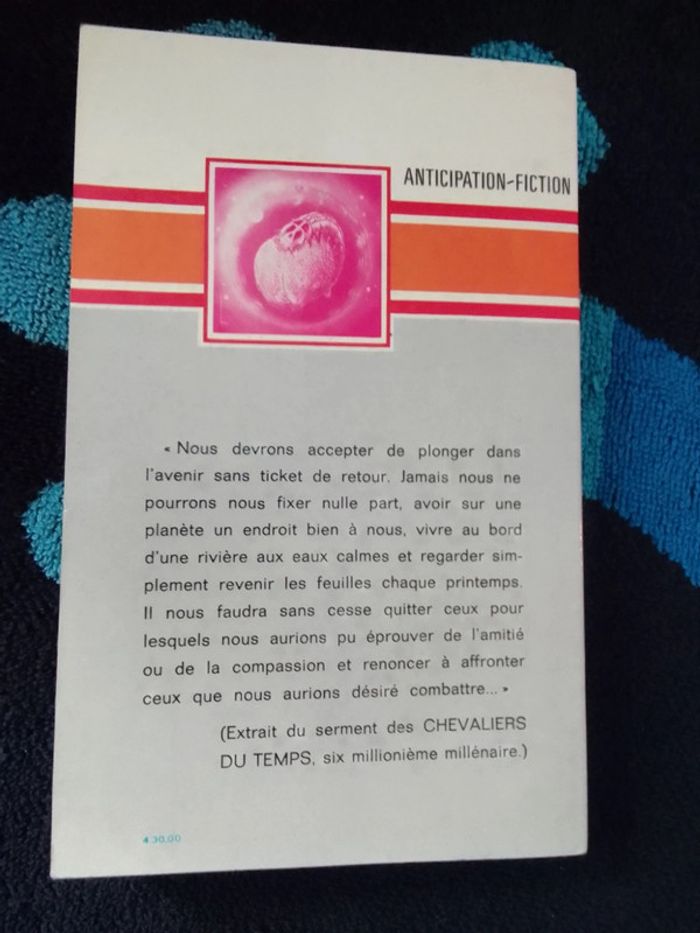 ANTICIPATION-FICTION
« Nous devrons accepter de plonger dans
l'avenir sans ticket de retour. Jamais nous ne
pourrons nous fixer nulle part, avoir sur une
planète un endroit bien à nous, vivre au bord
d'une rivière aux eaux calmes et regarder sim-
plement revenir les feuilles chaque printemps.
Il nous faudra sans cesse quitter ceux pour
lesquels nous aurions pu éprouver de l'amitié
ou de la compassion et renoncer à affronter
ceux que nous aurions désiré combattre... »
(Extrait du serment des CHEVALIERS
DU TEMPS, six millionième millénaire.)
4.30.00